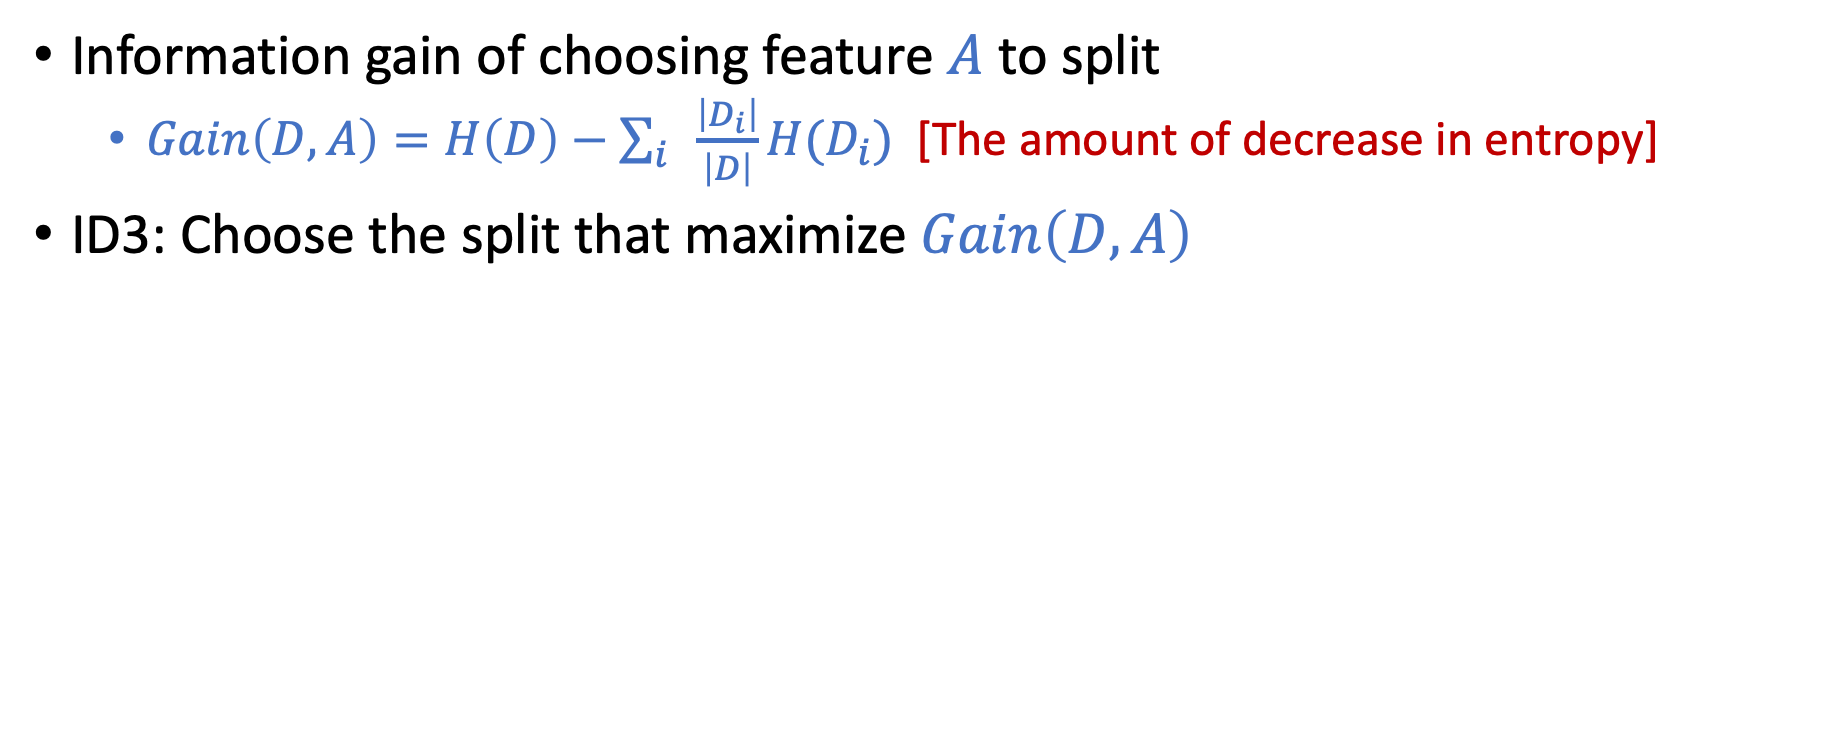 • Information gain of choosing feature A to split
• Gain(D, A) = H(D) − ∑ᵢ |Dᵢ|/|D| H(Dᵢ) [The amount of decrease in entropy]
• ID3: Choose the split that maximize Gain(D, A)